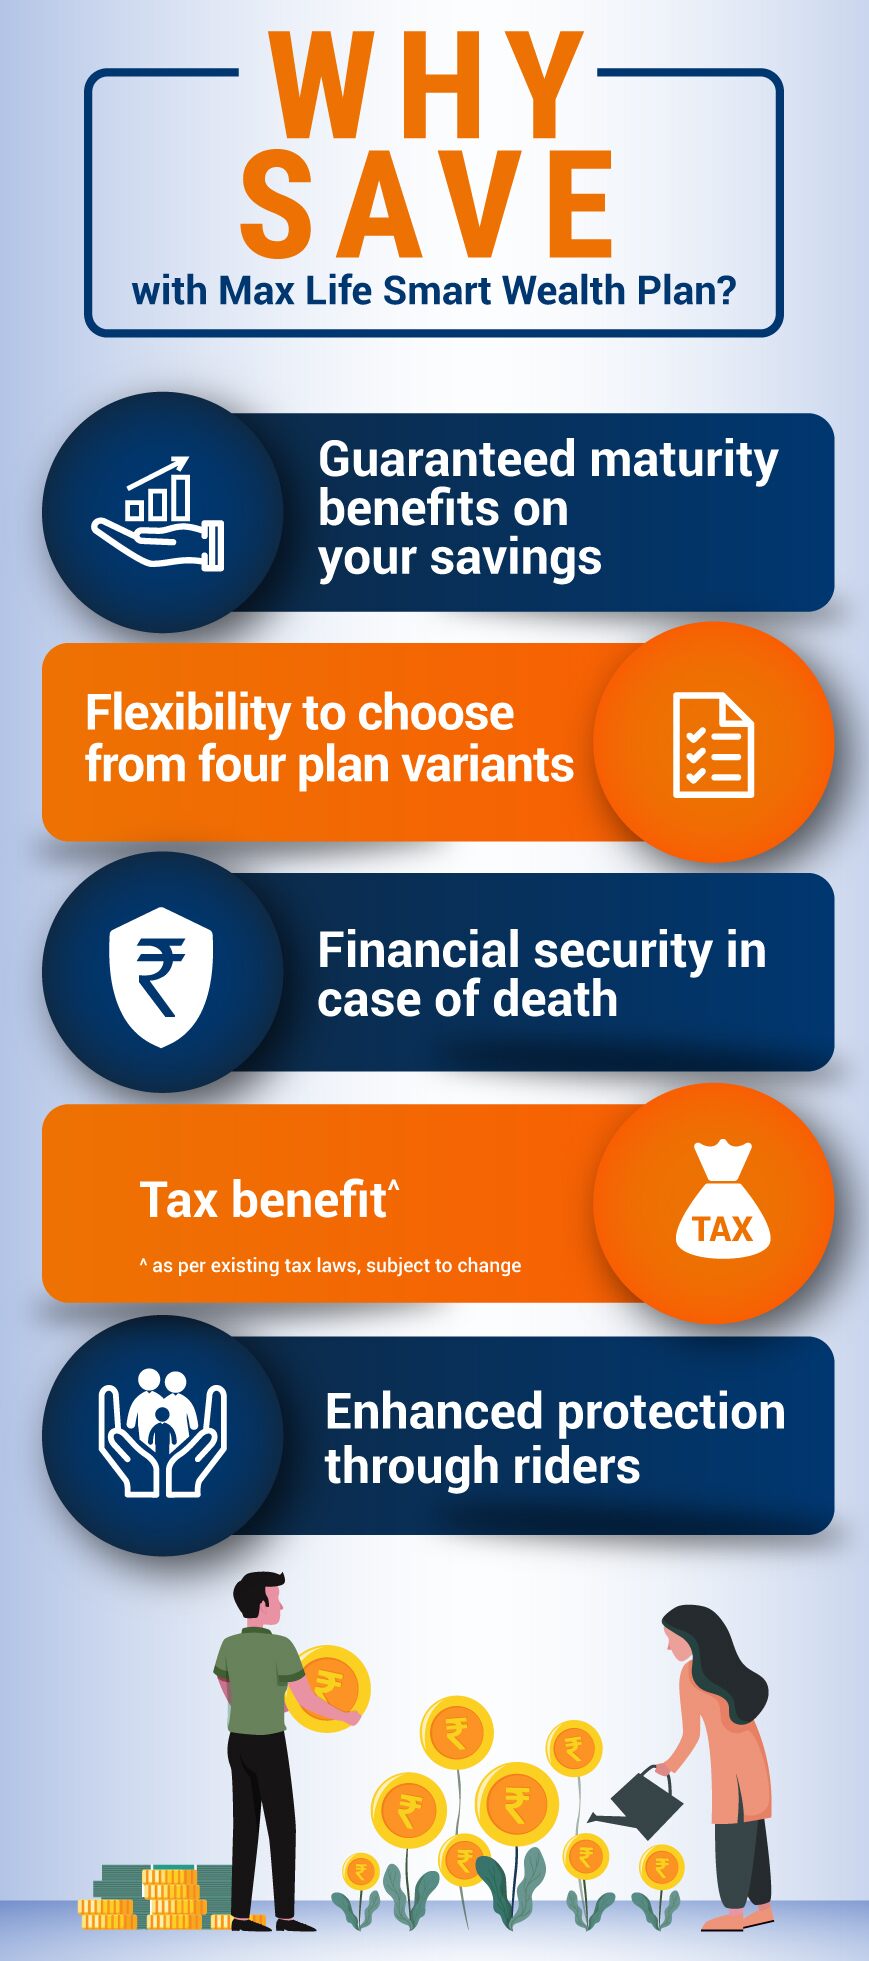 WHY
SAVE
with Max Life Smart Wealth Plan?
Guaranteed maturity
benefits on
your savings
Flexibility to choose
from four plan variants
₹
Financial security in
case of death
Tax benefit^
^ as per existing tax laws, subject to change
TAX
Enhanced protection
through riders
₹
₹
₹
₹
₹
₹
₹
₹
₹